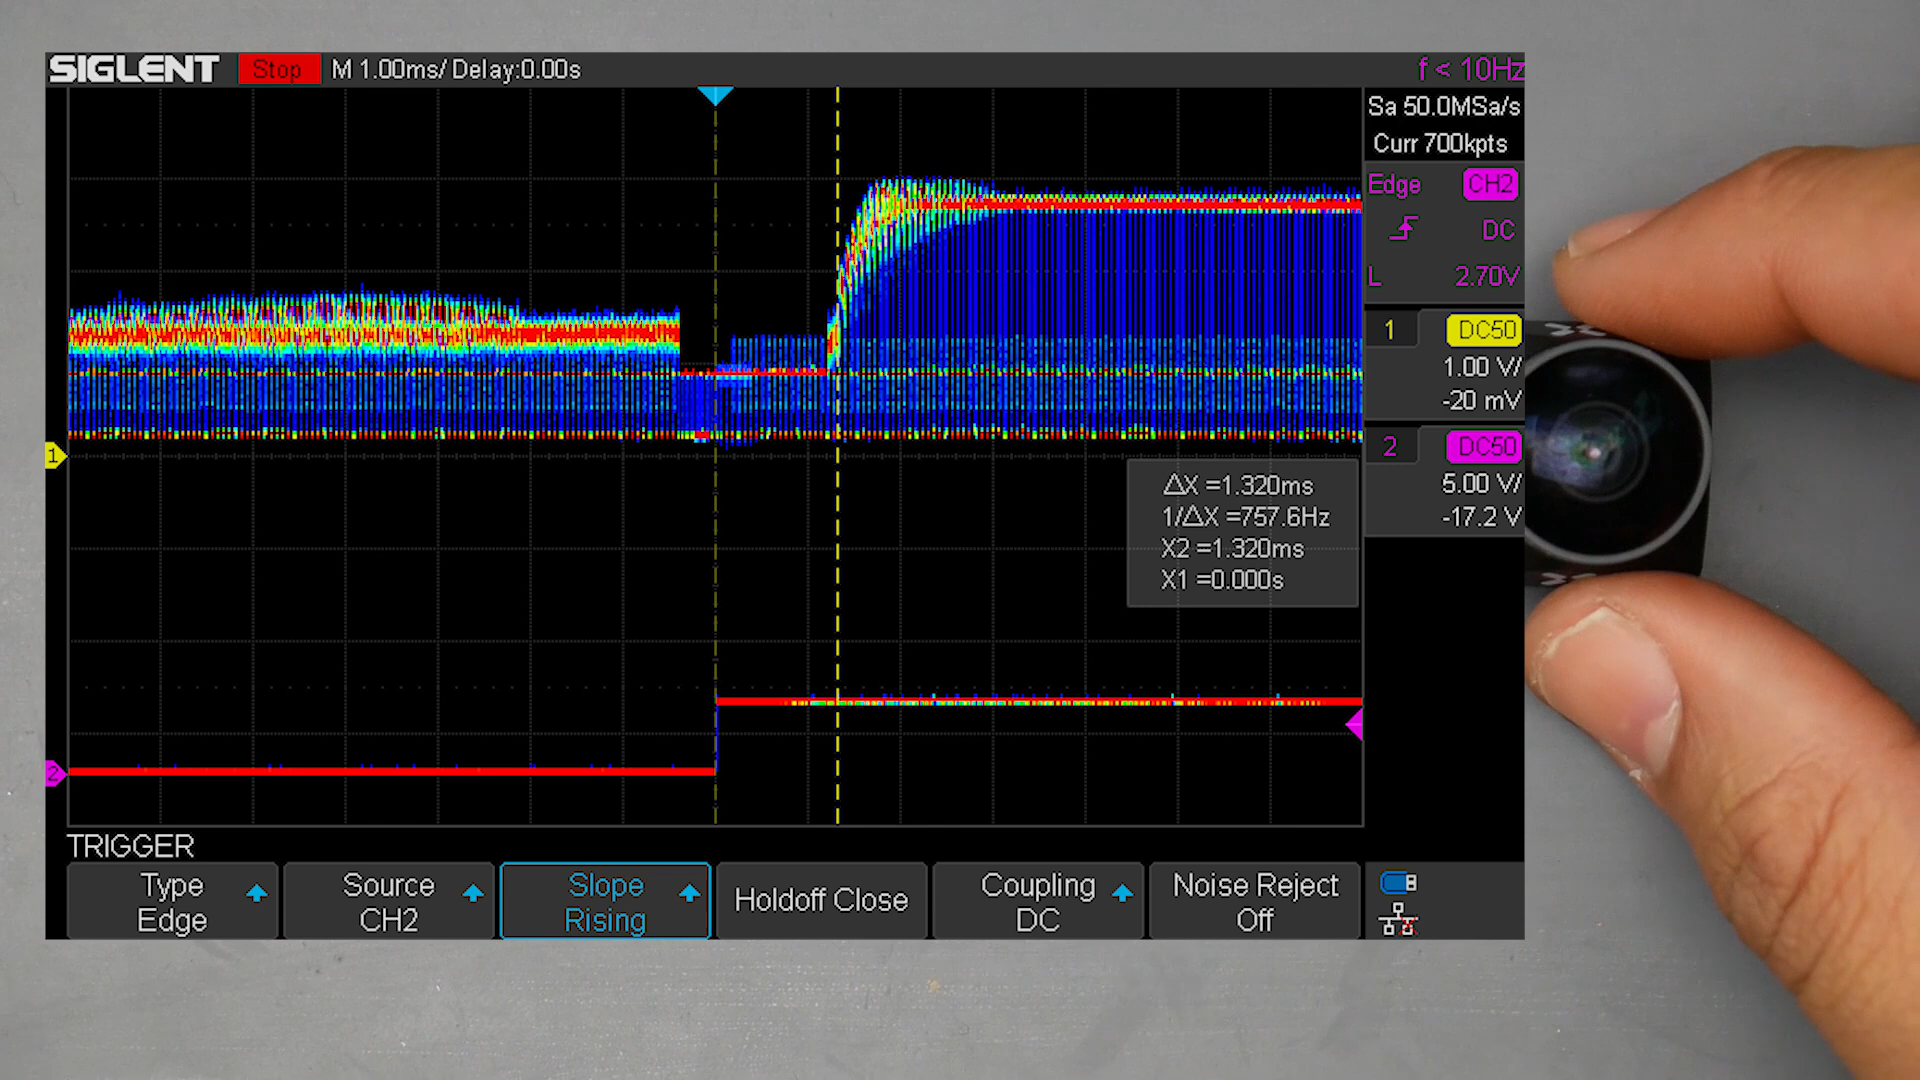 SIGLENT Stop M 1.00ms/ Delay:0.00s f < 10Hz
Sa 50.0MSa/s
Curr 700kpts
Edge CH2
DC
L 2.70V
1 DC50
1.00 V/
-20 mV
2 DC50
5.00 V/
-17.2 V
1
ΔX =1.320ms
1/ΔX =757.6Hz
X2 =1.320ms
X1 =0.000s
2
TRIGGER
Type
Edge
Source
CH2
Slope
Rising
Holdoff Close
Coupling
DC
Noise Reject
Off